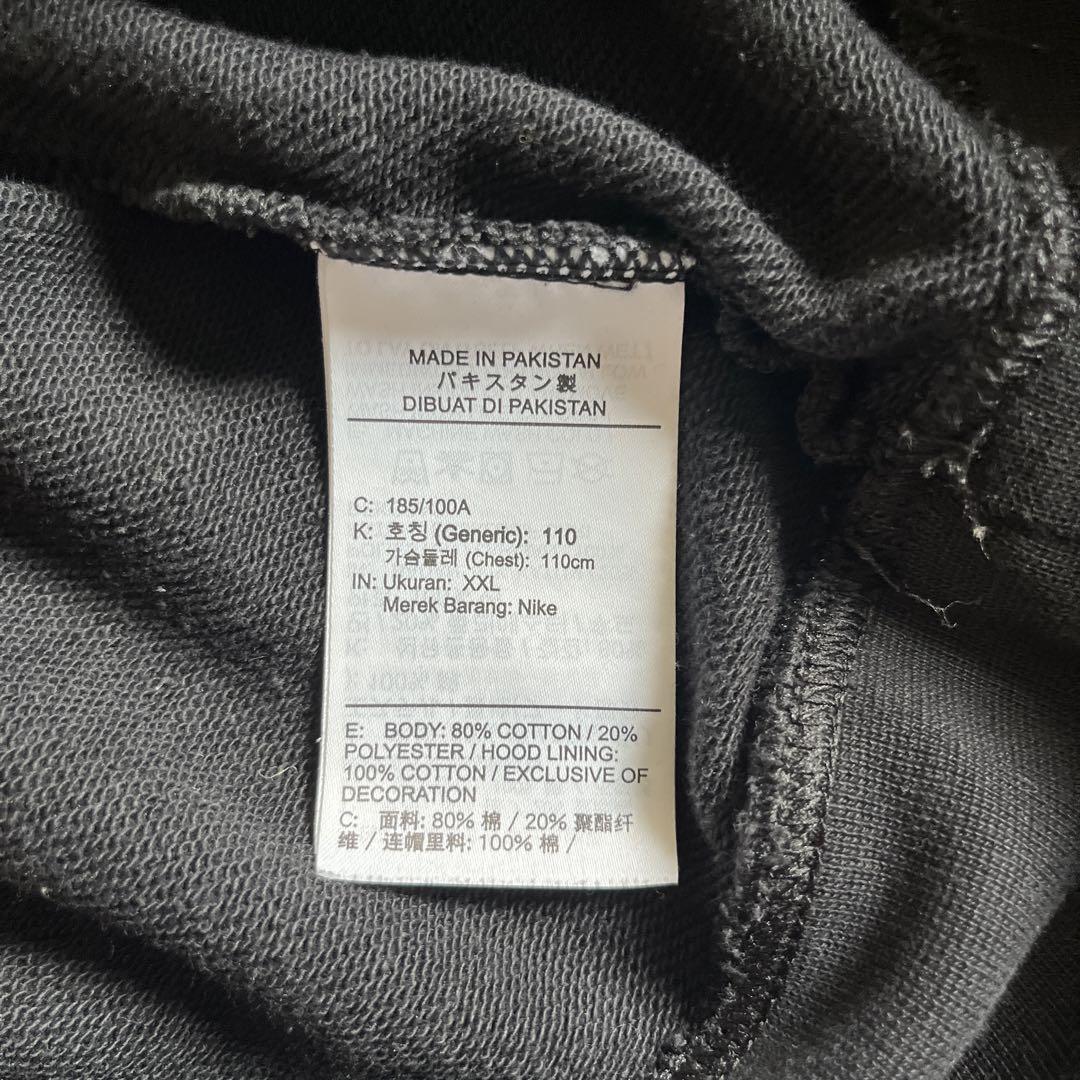 MADE IN PAKISTAN
パキスタン製
DIBUAT DI PAKISTAN
C: 185/100A
K: 호칭 (Generic): 110
가슴둘레 (Chest): 110cm
IN: Ukuran: XXL
Merek Barang: Nike
E: BODY: 80% COTTON / 20%
POLYESTER / HOOD LINING:
100% COTTON / EXCLUSIVE OF
DECORATION
C: 面料: 80% 棉 / 20% 聚酯纤
维 / 连帽里料: 100% 棉 /